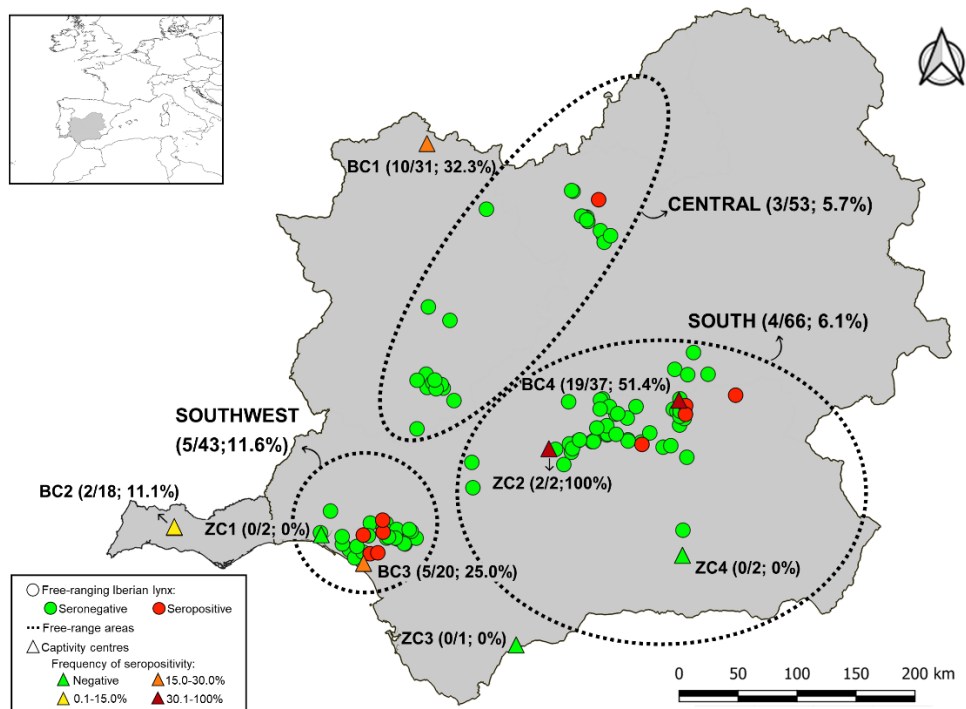 BC1 (10/31; 32.3%)
CENTRAL (3/53; 5.7%)
SOUTH (4/66; 6.1%)
BC4 (19/37; 51.4%)
SOUTHWEST
(5/43;11.6%)
ZC2 (2/2;100%)
BC2 (2/18; 11.1%)
ZC1 (0/2; 0%)
BC3 (5/20; 25.0%)
ZC4 (0/2; 0%)
ZC3 (0/1; 0%)
Free-ranging Iberian lynx:
Seronegative Seropositive
Free-range areas
Captivity centres
Frequency of seropositivity:
Negative 15.0-30.0%
0.1-15.0% 30.1-100%
0 50 100 150 200 km